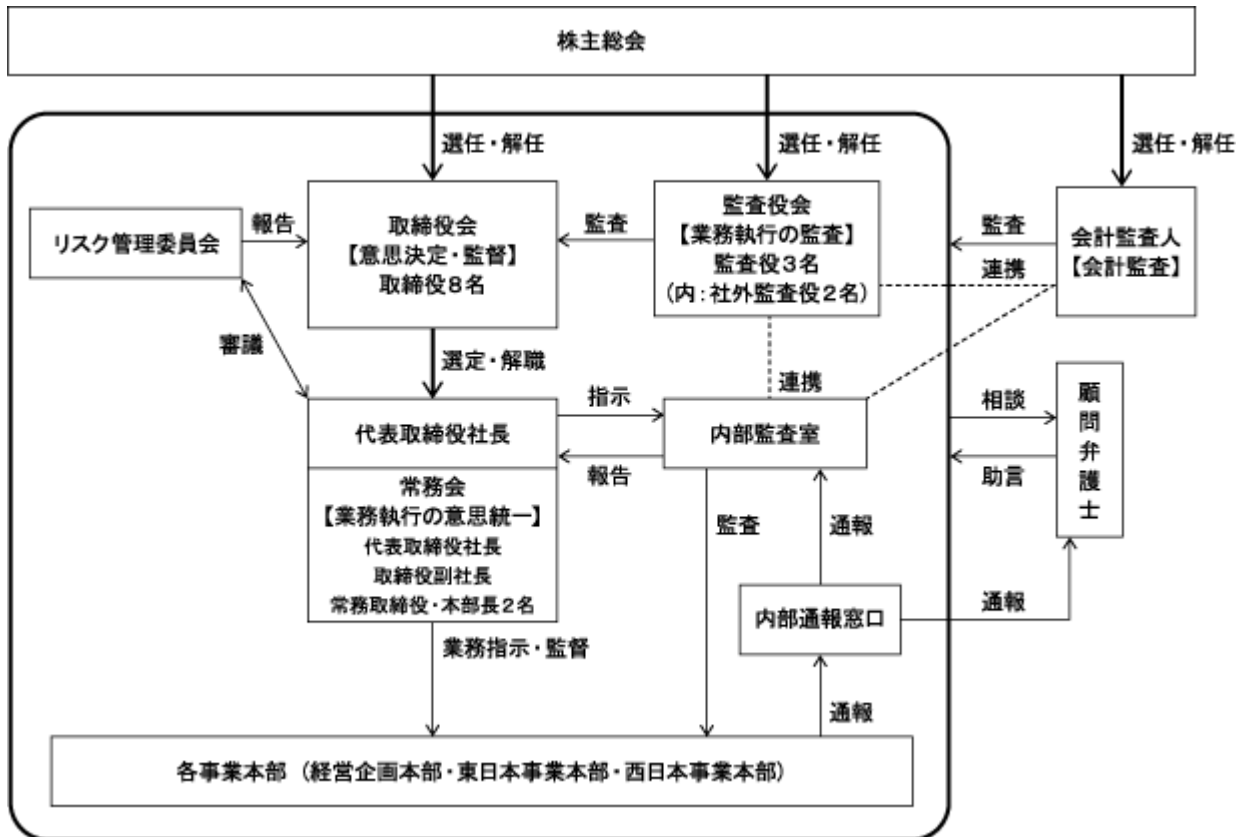 株主総会
選任・解任
選任・解任
選任・解任
リスク管理委員会
報告
取締役会
【意思決定・監督】
取締役8名
監査
監査役会
【業務執行の監査】
監査役3名
(内:社外監査役2名)
監査
連携
会計監査人
【会計監査】
審議
選定・解職
連携
代表取締役社長
指示
報告
内部監査室
相談
助言
顧問弁護士
常務会
【業務執行の意思統一】
代表取締役社長
取締役副社長
常務取締役・本部長2名
監査
通報
内部通報窓口
通報
業務指示・監督
通報
各事業本部 (経営企画本部・東日本事業本部・西日本事業本部)